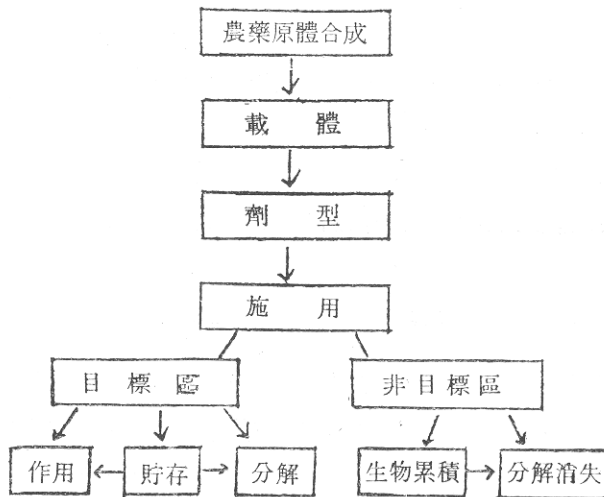 農藥原體合成
載體
劑型
施用
目標區
非目標區
作用
貯存
分解
生物累積
分解消失